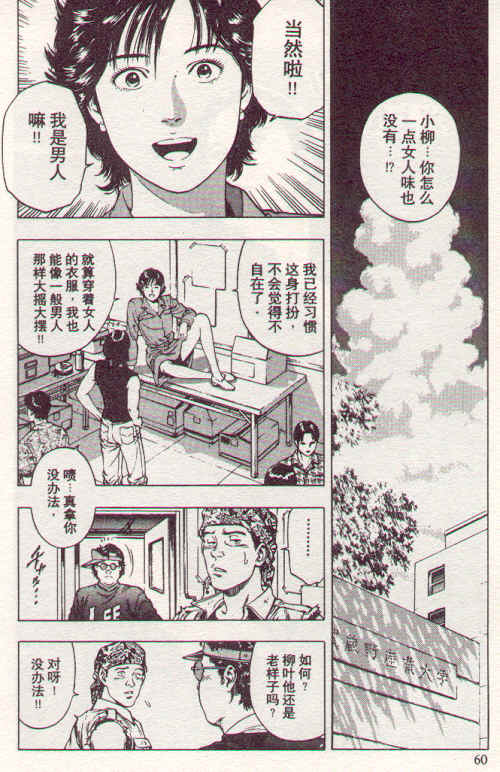 小柳…你怎么
一点女人味也
没有…!?
当然啦!!
我是男人
嘛!!
我已经习惯
这身打扮，
不会觉得不
自在了。
就算穿着女人
的衣服，我也
能像一般男人
那样大摇大摆!!
啧…真拿你
没办法。
………
LEE
如何?
柳叶他还是
老样子吗?
对呀!
没办法!!
60